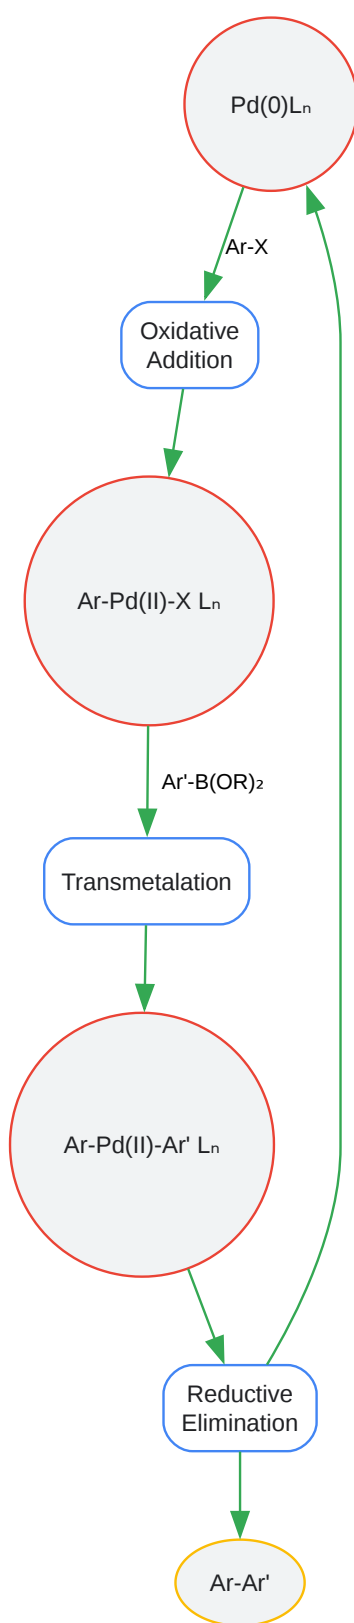 Pd(0)Lₙ
Ar-X
Oxidative
Addition
Ar-Pd(II)-X Lₙ
Ar'-B(OR)₂
Transmetalation
Ar-Pd(II)-Ar' Lₙ
Reductive
Elimination
Ar-Ar'